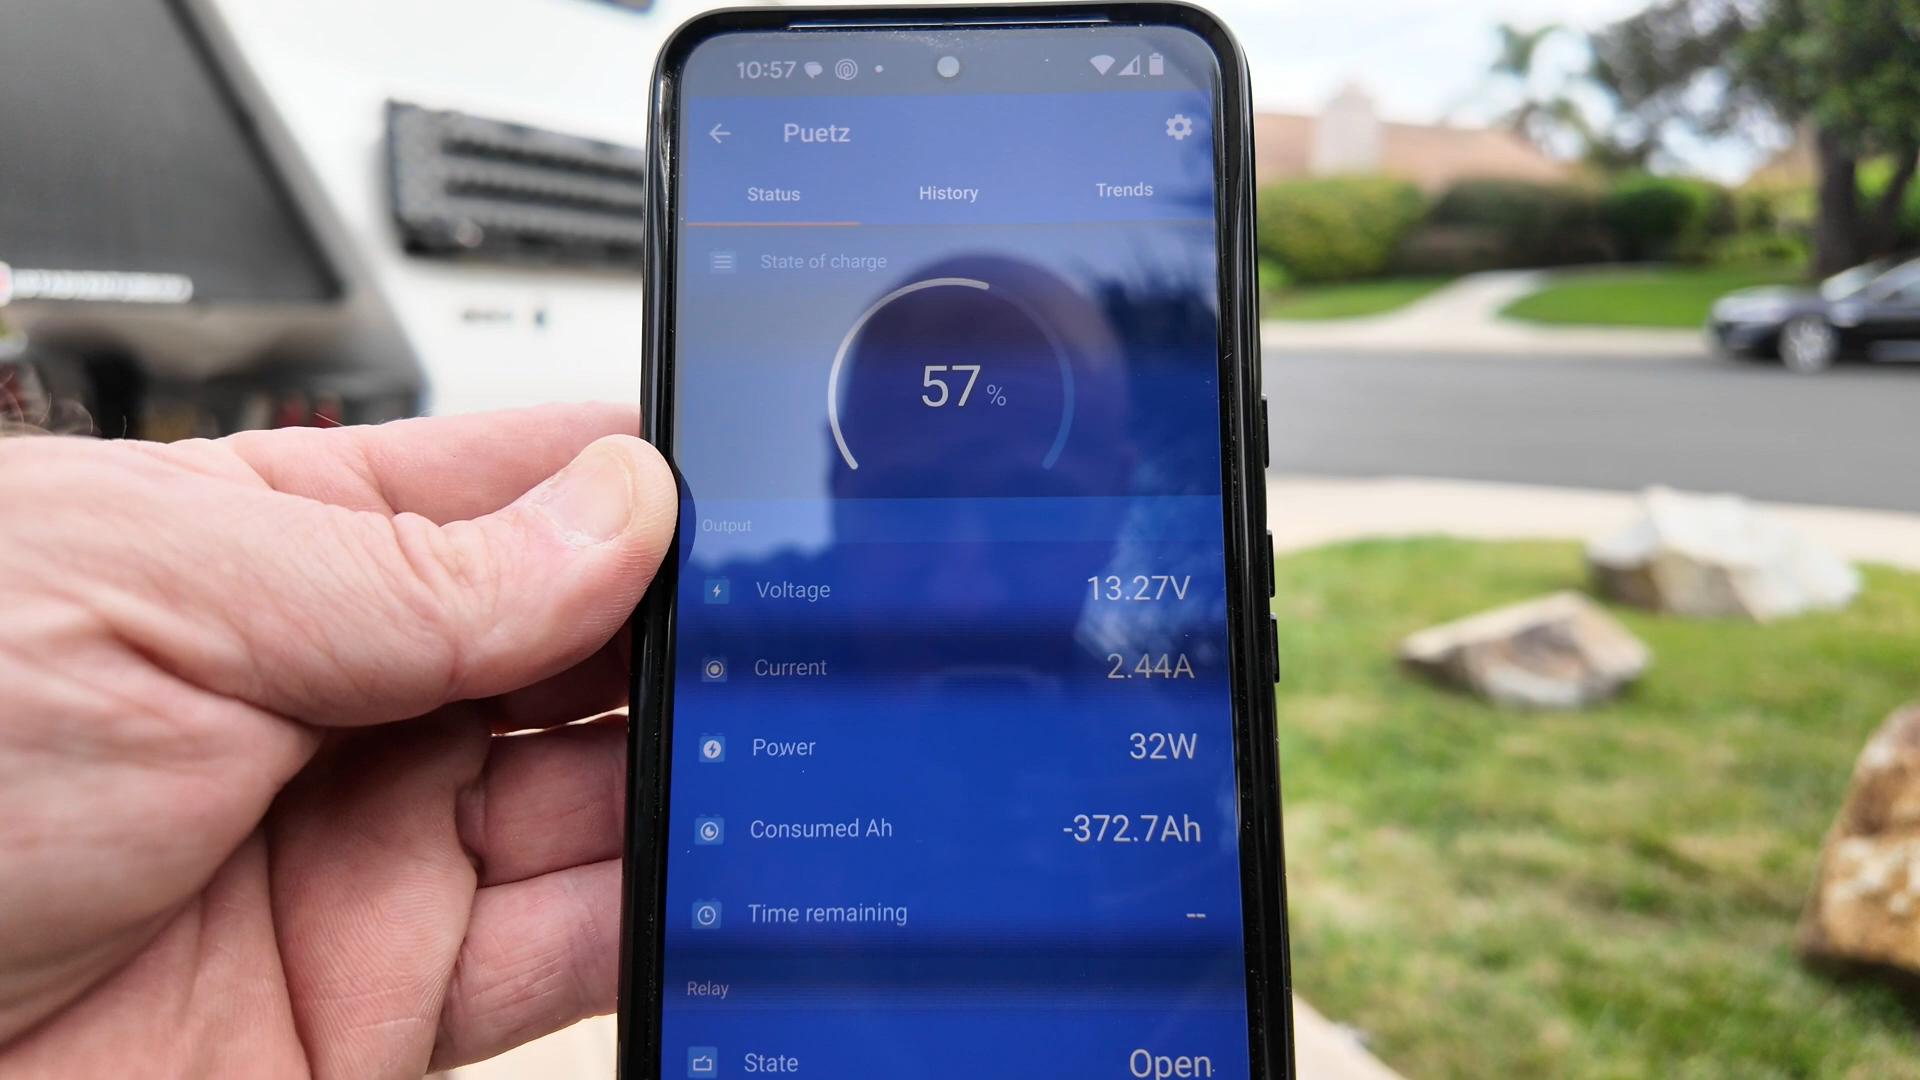 10:57
Puetz
Status History Trends
State of charge
57 %
Output
Voltage 13.27V
Current 2.44A
Power 32W
Consumed Ah -372.7Ah
Time remaining --
Relay
State Open